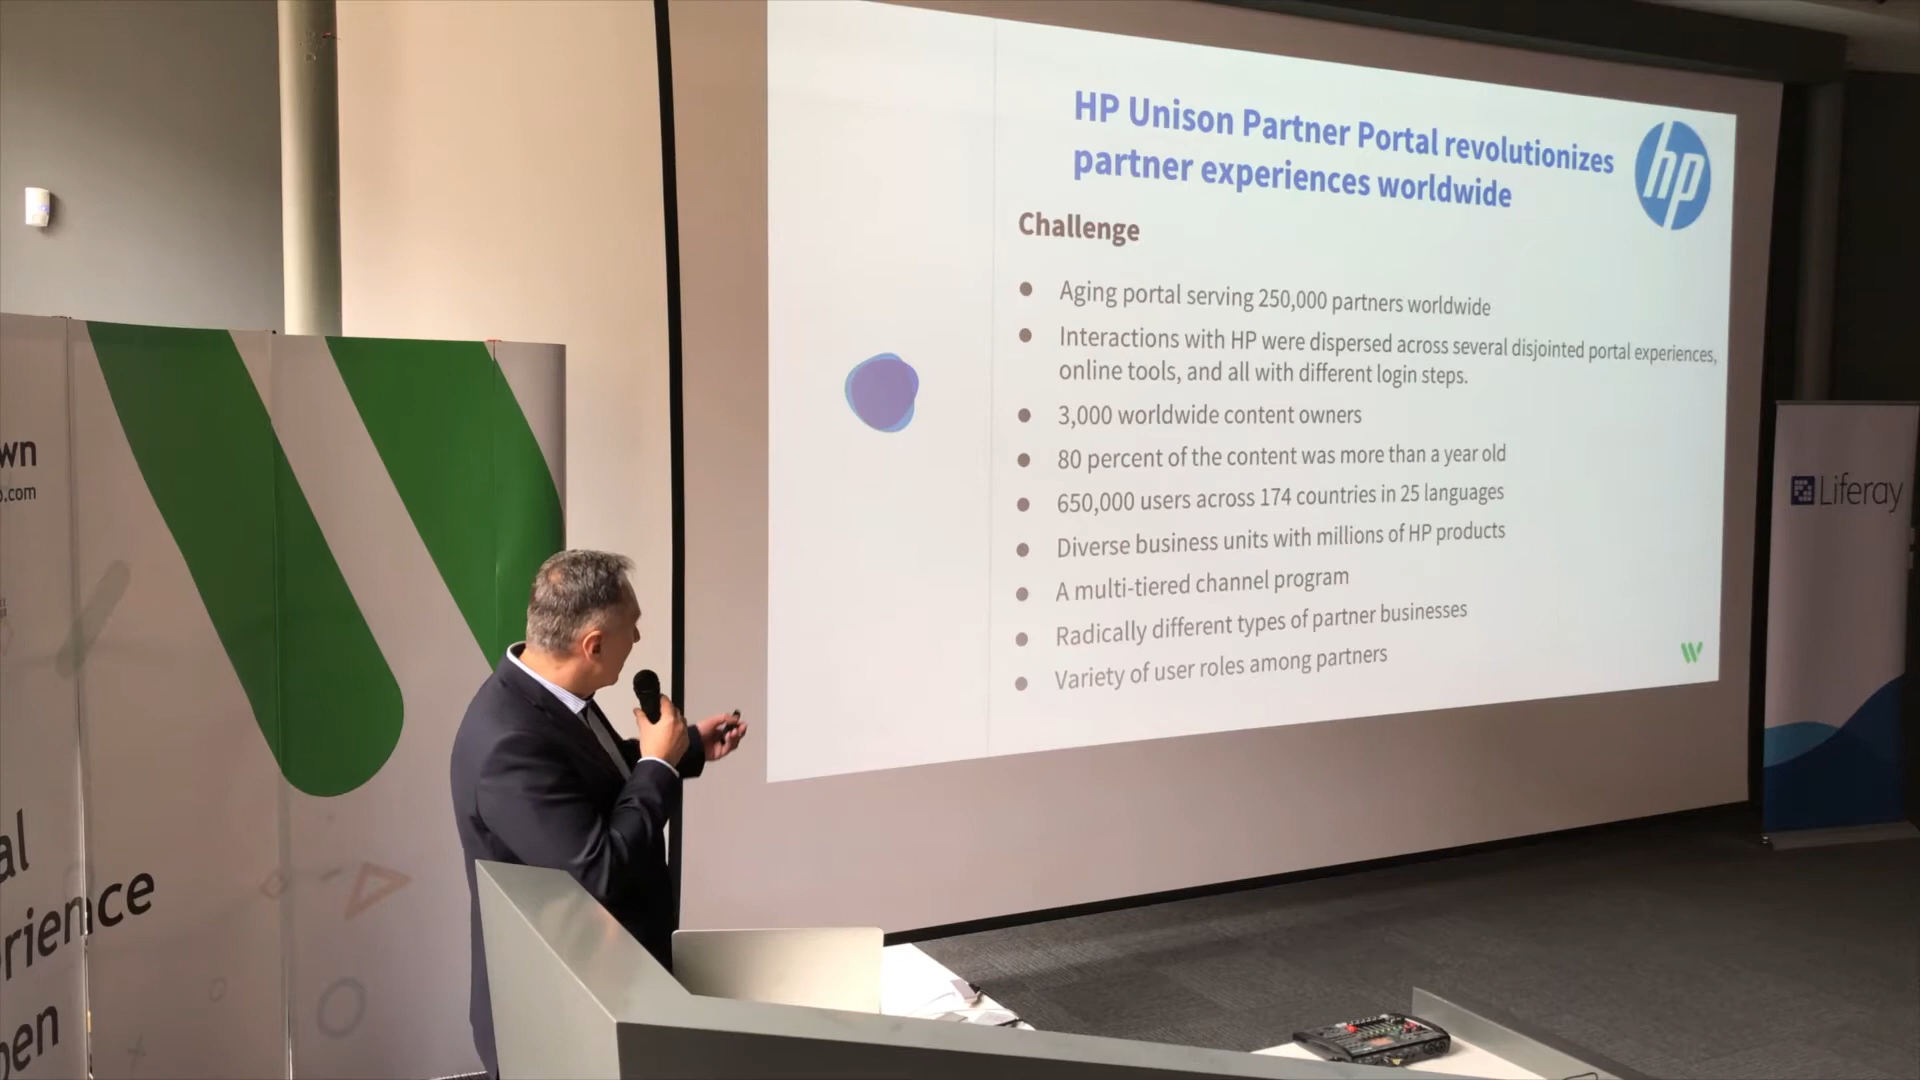 HP Unison Partner Portal revolutionizes
partner experiences worldwide
hp
Challenge
Aging portal serving 250,000 partners worldwide
Interactions with HP were dispersed across several disjointed portal experiences,
online tools, and all with different login steps.
3,000 worldwide content owners
80 percent of the content was more than a year old
650,000 users across 174 countries in 25 languages
Diverse business units with millions of HP products
A multi-tiered channel program
Radically different types of partner businesses
Variety of user roles among partners
Liferay
wn
o.com
al
rience
pen